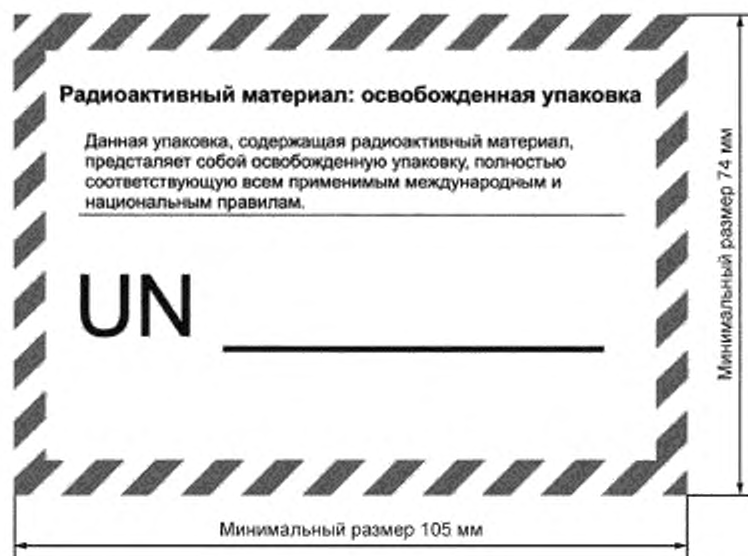 Радиоактивный материал: освобожденная упаковка
Данная упаковка, содержащая радиоактивный материал,
предсталяет собой освобожденную упаковку, полностью
соответствующую всем применимым международным и
национальным правилам.
UN
Минимальный размер 74 мм
Минимальный размер 105 мм